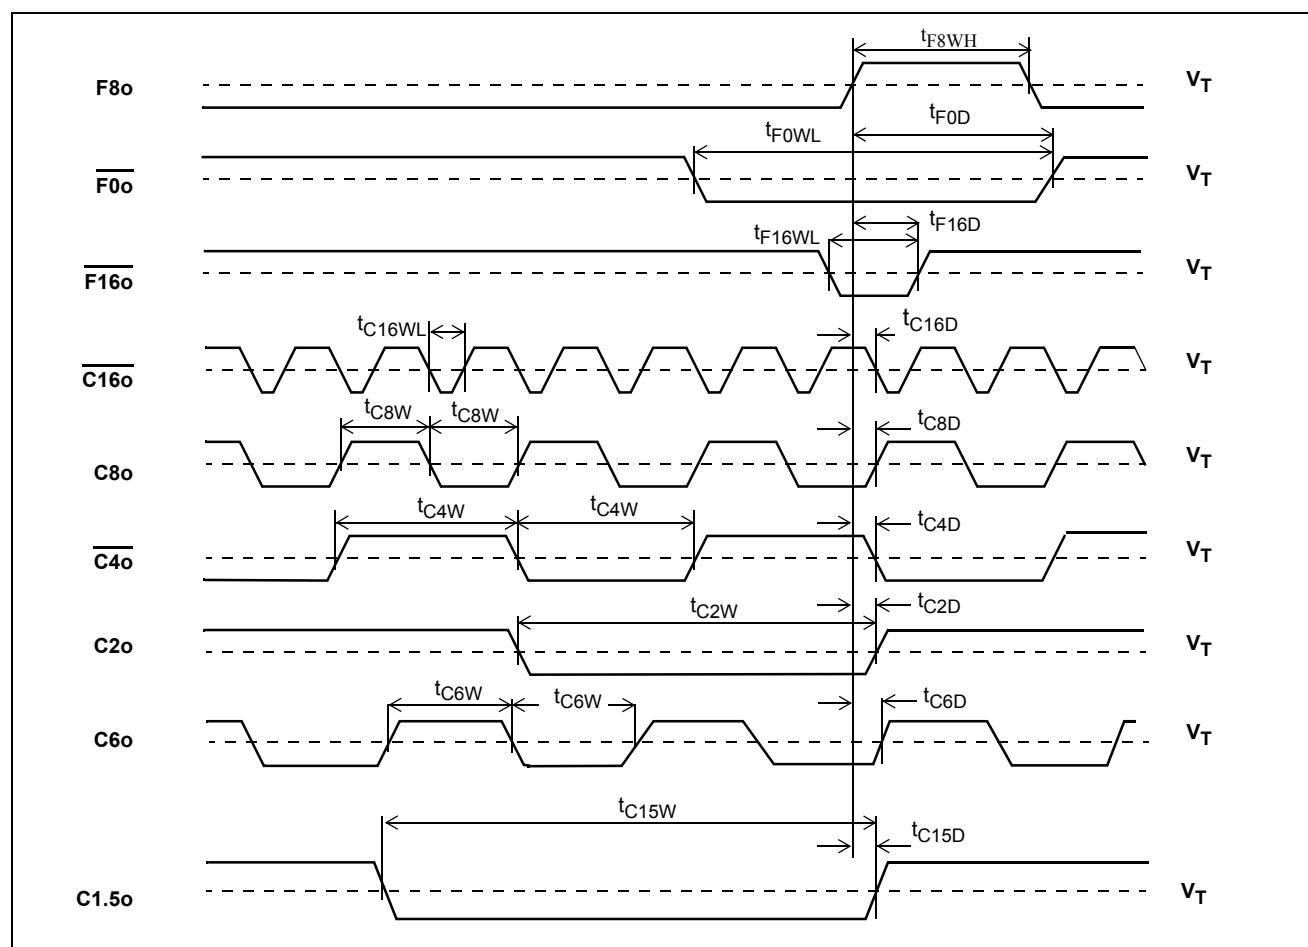 tF8WH
F8o
VT
tF0WL
tF0D
F0o
VT
tF16WL
tF16D
F16o
VT
tC16WL
tC16D
C16o
VT
tC8W
tC8W
tC8D
C8o
VT
tC4W
tC4W
tC4D
C4o
VT
tC2W
tC2D
C2o
VT
tC6W
tC6W
tC6D
C6o
VT
tC15W
tC15D
C1.5o
VT